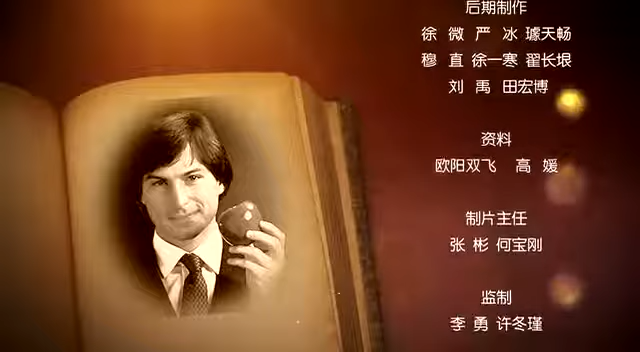 后期制作
徐 微 严 冰 璩天畅
穆 直 徐一寒 翟长垠
刘 禹 田宏博
资料
欧阳双飞 高 媛
制片主任
张 彬 何宝刚
监制
李 勇 许冬瑾